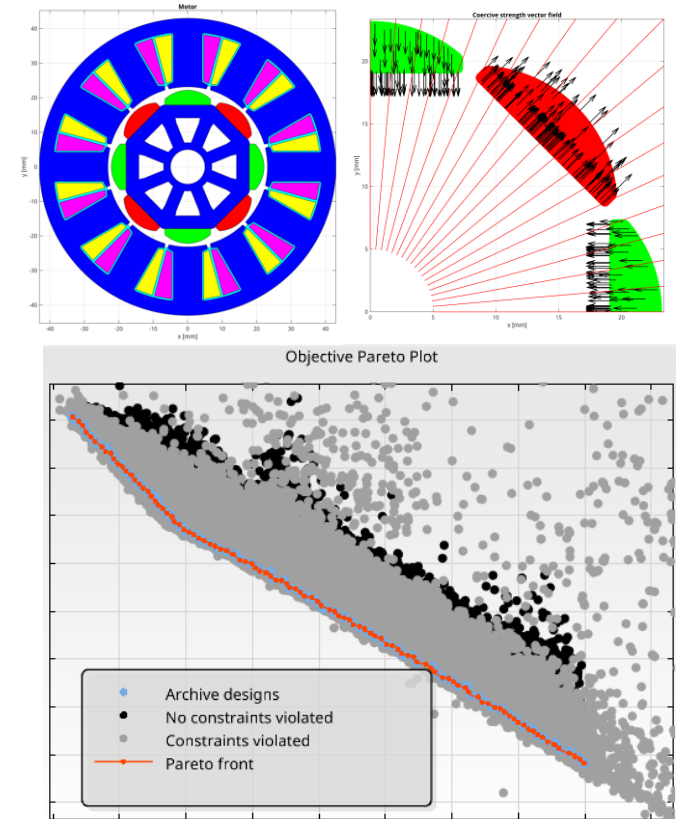 Motor
y [mm]
40
30
20
10
0
-10
-20
-30
-40
-40
-30
-20
-10
0
10
20
30
40
x [mm]
Coercive strength vector field
y [mm]
20
15
10
5
0
0
5
10
15
20
x [mm]
Objective Pareto Plot
Archive designs
No constraints violated
Constraints violated
Pareto front